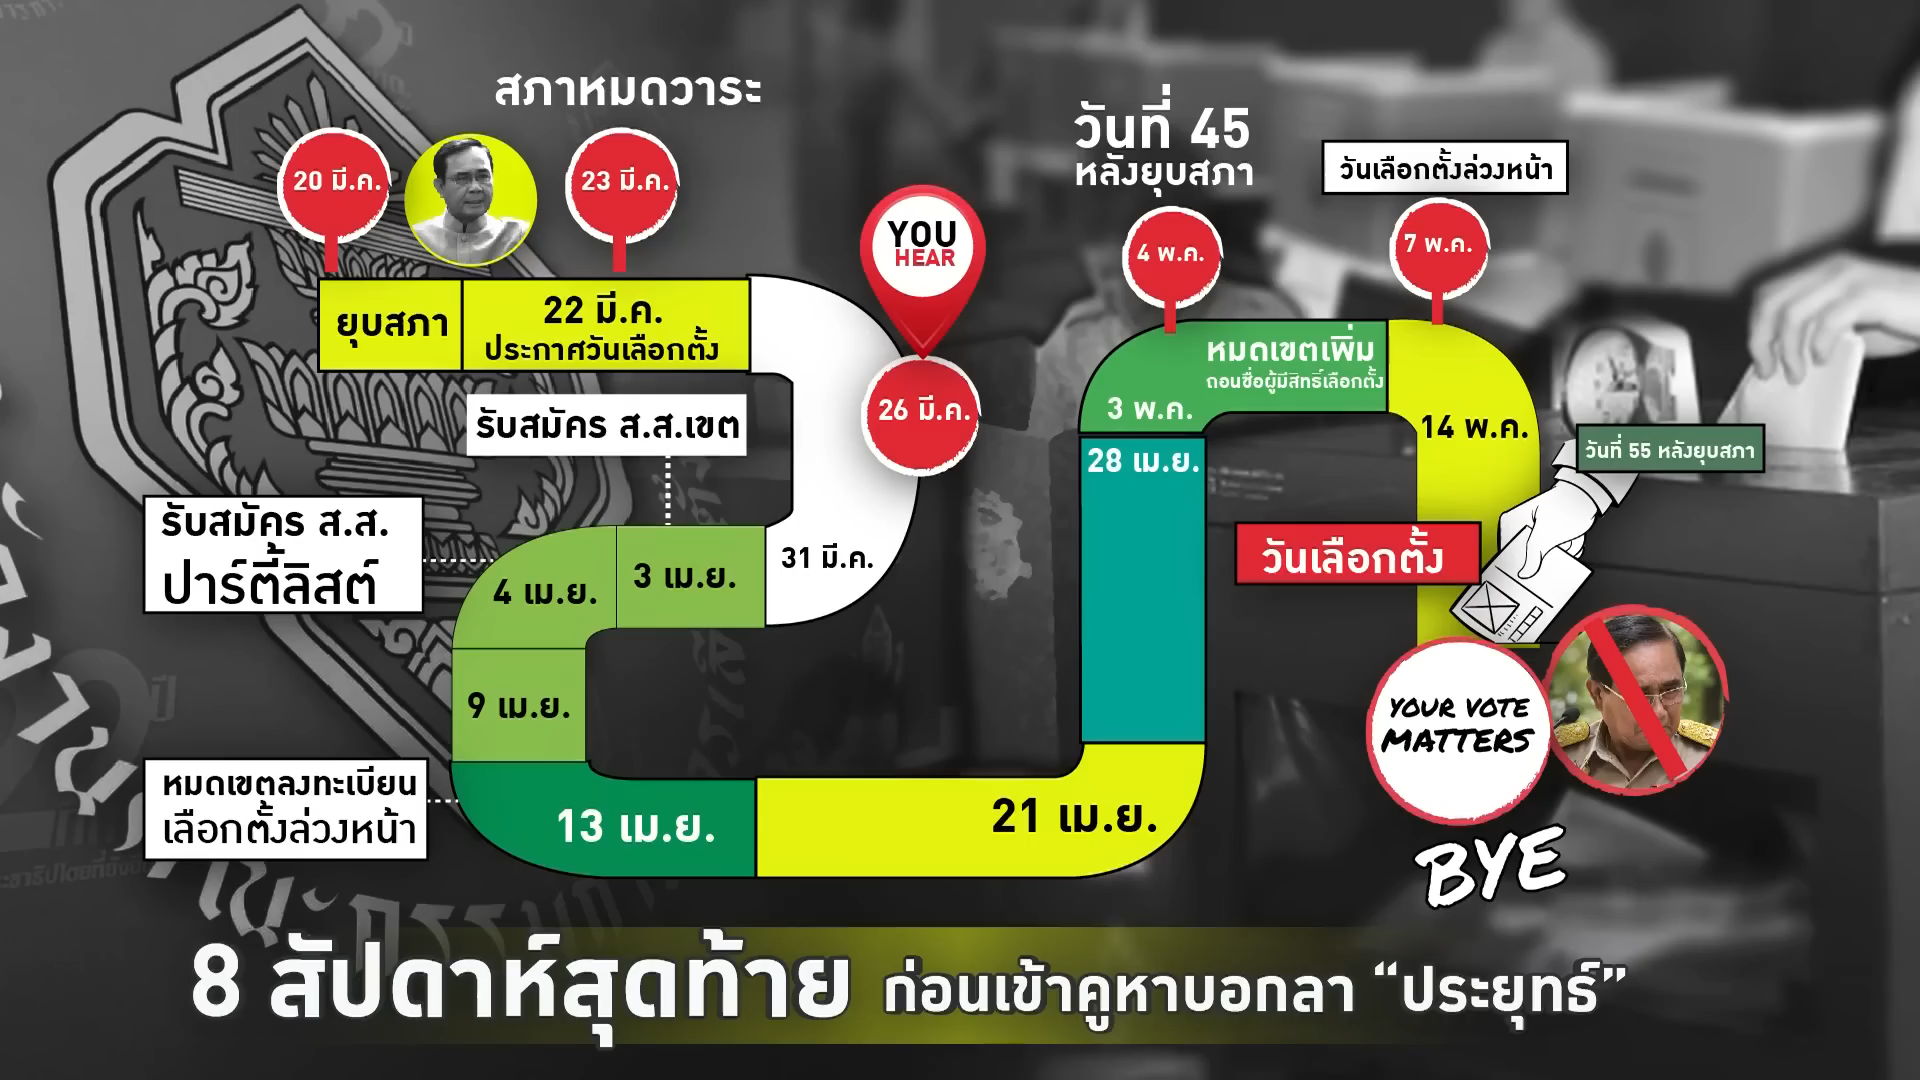 สภาหมดวาระ
20 มี.ค.
23 มี.ค.
ยุบสภา
22 มี.ค.
ประกาศวันเลือกตั้ง
YOU
HEAR
26 มี.ค.
31 มี.ค.
รับสมัคร ส.ส.เขต
3 เม.ย.
รับสมัคร ส.ส.
ปาร์ตี้ลิสต์
4 เม.ย.
9 เม.ย.
หมดเขตลงทะเบียน
เลือกตั้งล่วงหน้า
13 เม.ย.
21 เม.ย.
28 เม.ย.
วันที่ 45
หลังยุบสภา
3 พ.ค.
4 พ.ค.
หมดเขตเพิ่ม
ถอนชื่อผู้มีสิทธิ์เลือกตั้ง
วันเลือกตั้งล่วงหน้า
7 พ.ค.
14 พ.ค.
วันที่ 55 หลังยุบสภา
วันเลือกตั้ง
YOUR VOTE
MATTERS
BYE
8 สัปดาห์สุดท้าย ก่อนเข้าคูหาบอกลา “ประยุทธ์”